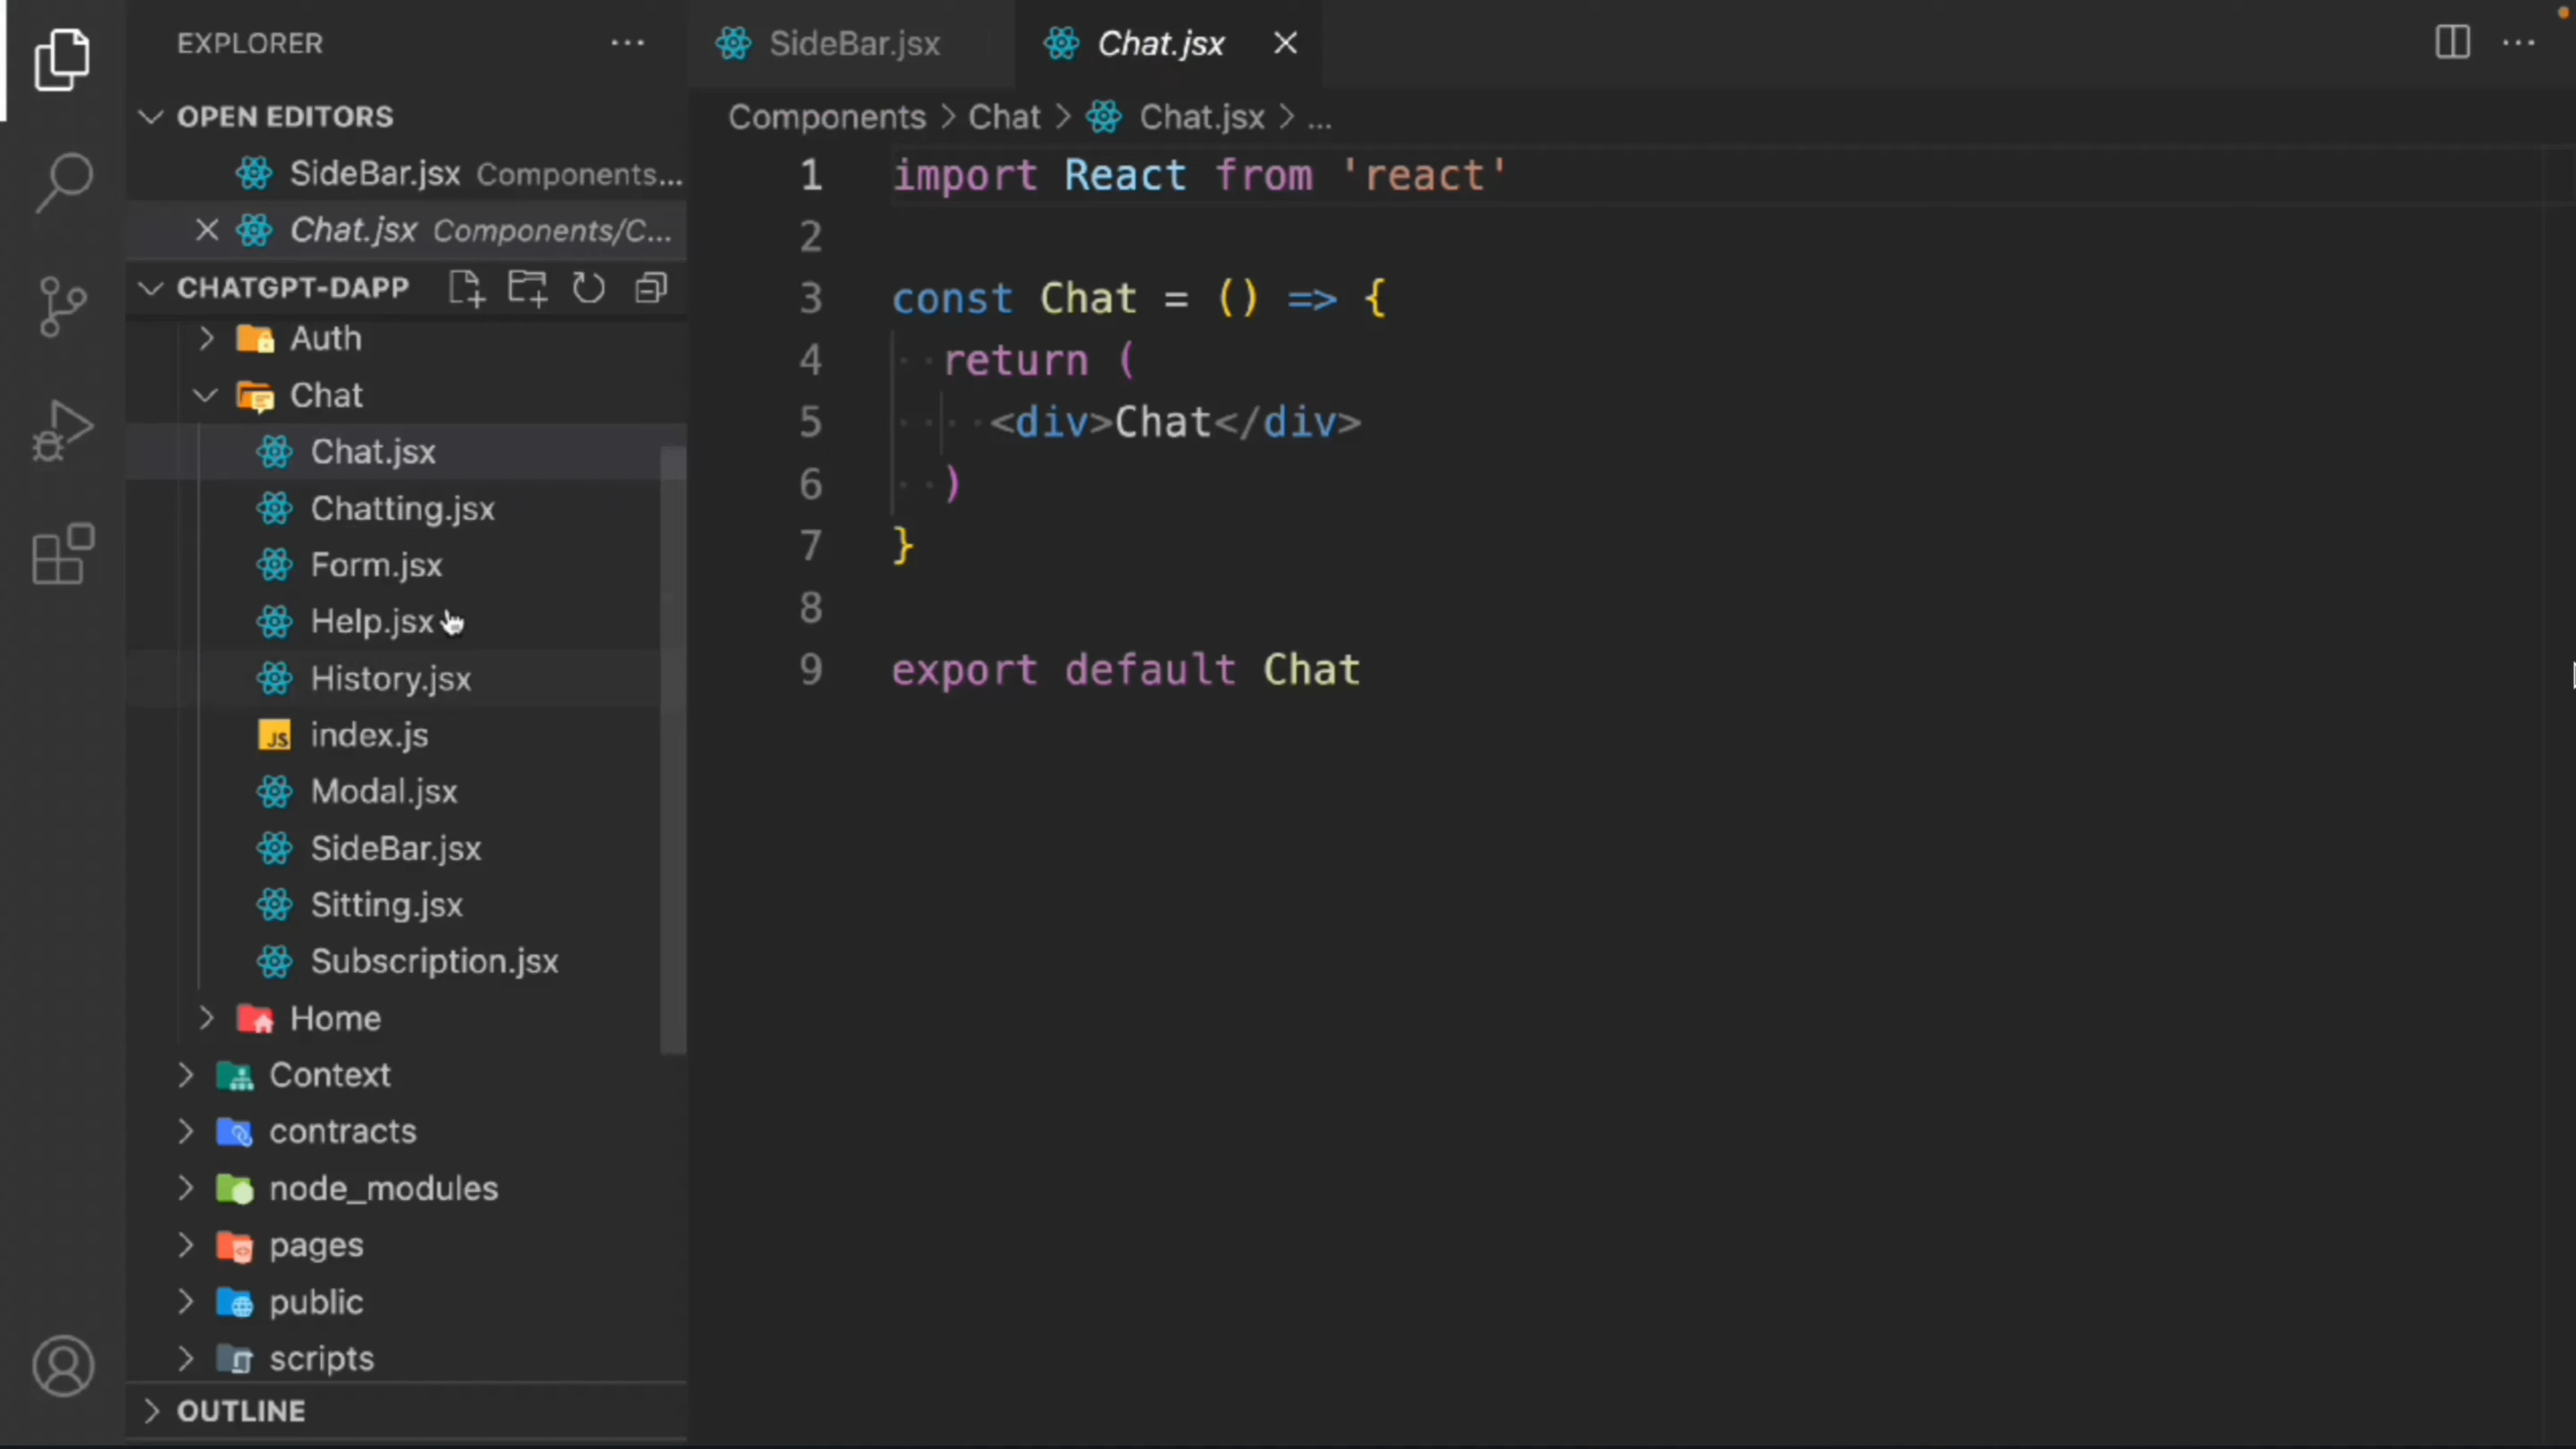 EXPLORER
OPEN EDITORS
SideBar.jsx Components...
Chat.jsx Components/C...
CHATGPT-DAPP
Auth
Chat
Chat.jsx
Chatting.jsx
Form.jsx
Help.jsx
History.jsx
JS index.js
Modal.jsx
SideBar.jsx
Sitting.jsx
Subscription.jsx
Home
Context
contracts
node_modules
pages
public
scripts
OUTLINE
SideBar.jsx Chat.jsx
Components > Chat > Chat.jsx > ...
1 import React from 'react'
2
3 const Chat = () => {
4 return (
5 <div>Chat</div>
6 )
7 }
8
9 export default Chat